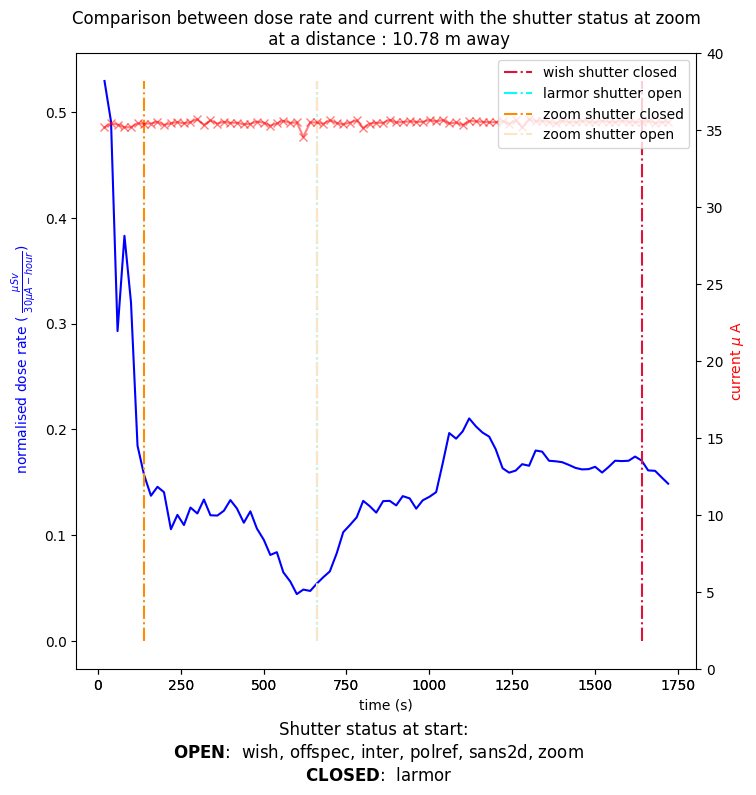 Comparison between dose rate and current with the shutter status at zoom
at a distance : 10.78 m away
normalised dose rate ( μSv / 30μA − hour )
0.5
0.4
0.3
0.2
0.1
0.0
wish shutter closed
larmor shutter open
zoom shutter closed
zoom shutter open
40
35
30
25
20
15
10
5
0
current μ A
0 250 500 750 1000 1250 1500 1750
time (s)
Shutter status at start:
OPEN: wish, offspec, inter, polref, sans2d, zoom
CLOSED: larmor